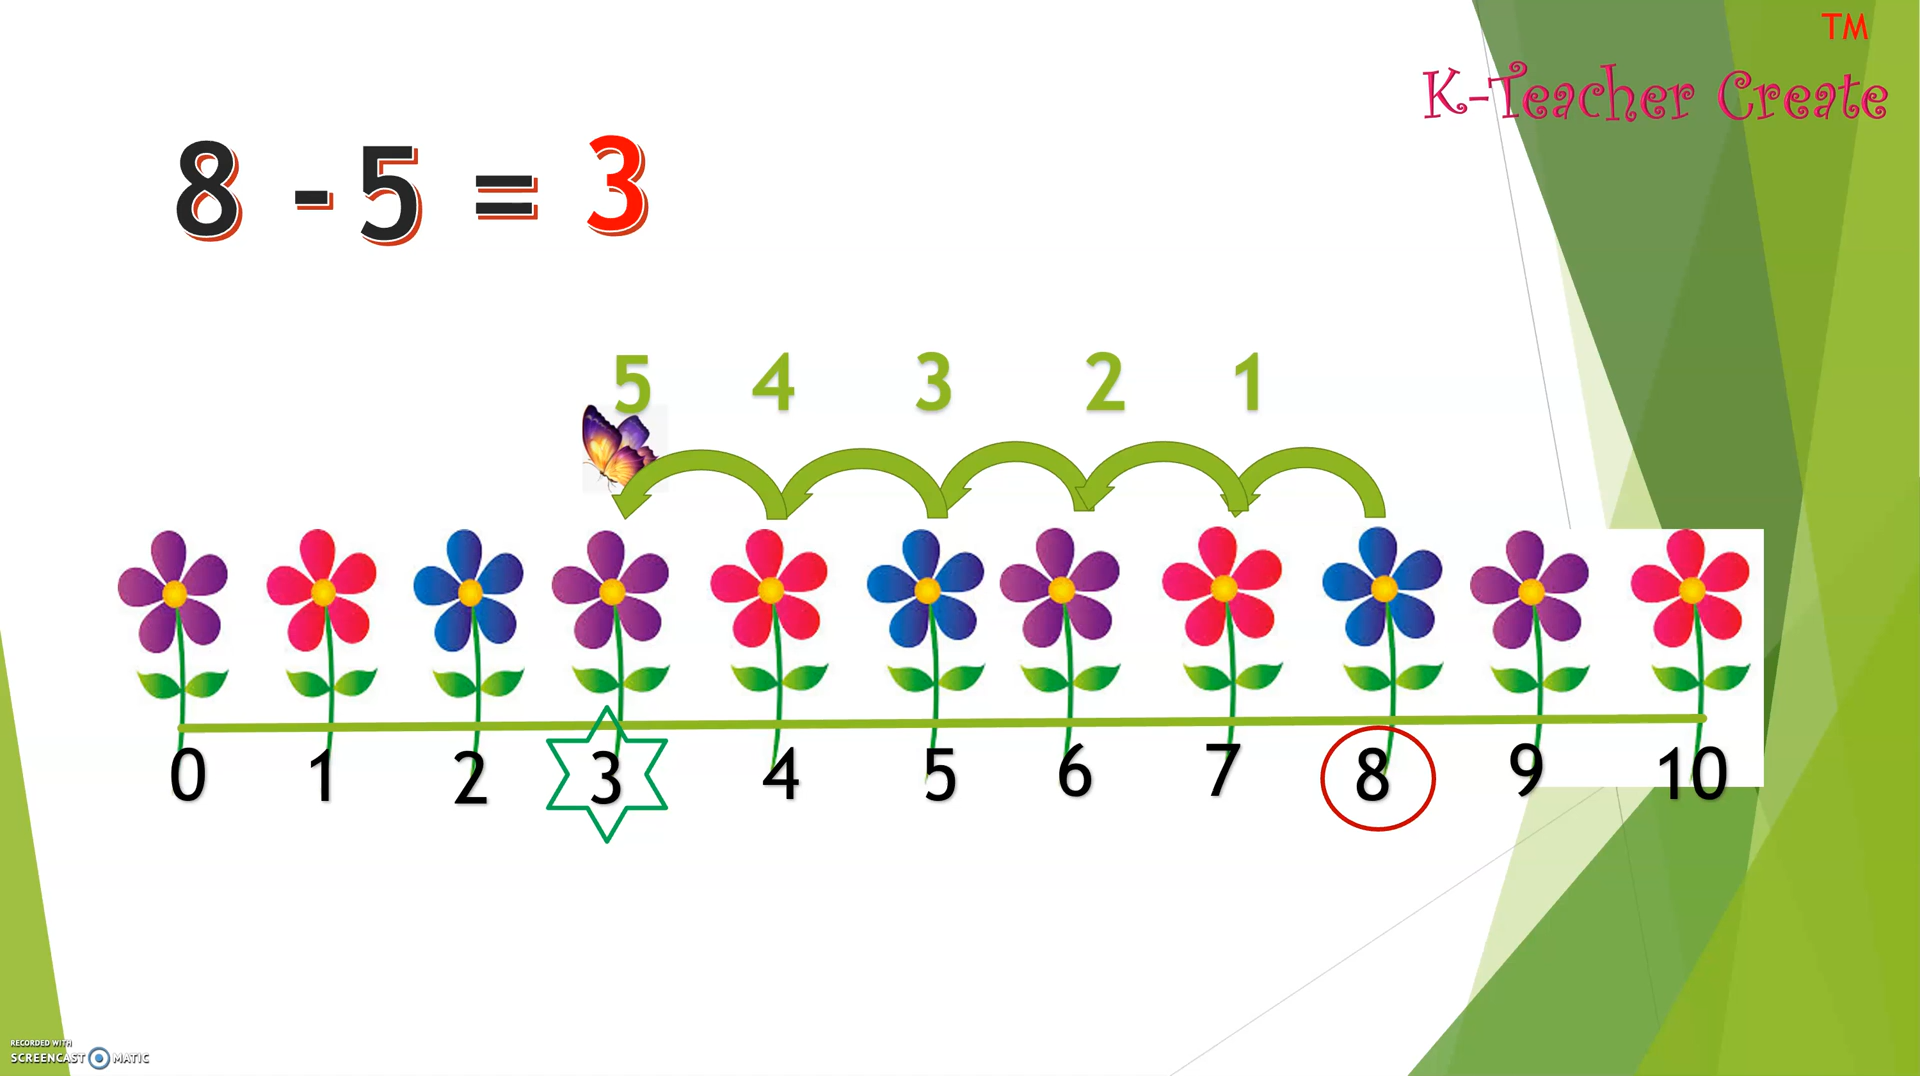 TM
K-Teacher Create
8 - 5 = 3
5 4 3 2 1
0 1 2 3 4 5 6 7 8 9 10
RECORDED WITH
SCREENCAST MATIC